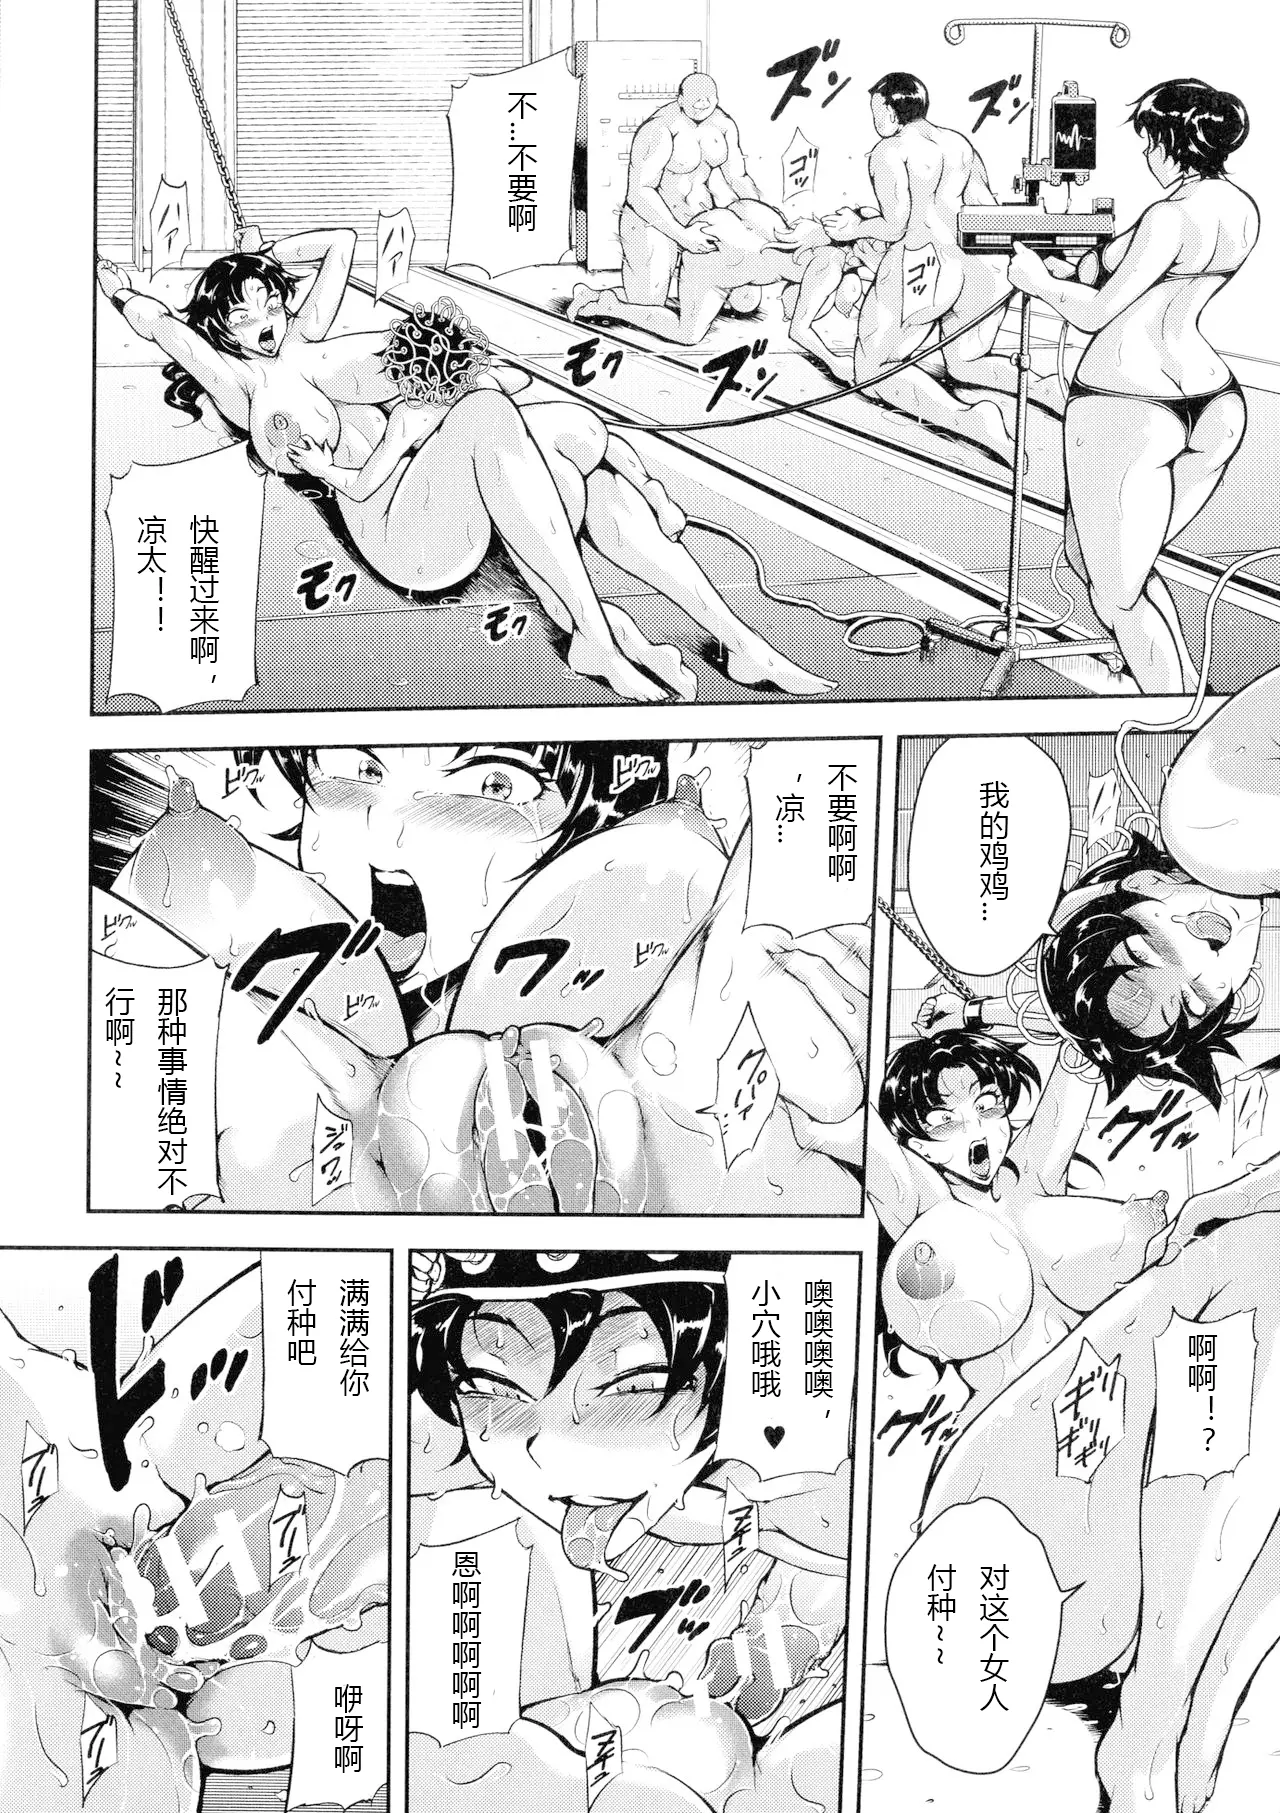 不…不要啊
快醒过来啊，
凉太！！
我的鸡鸡…
啊啊!?
对这个女人
付种~~
不要啊啊
，凉…
那种事情绝对不
行啊~~
噢噢噢噢，
小穴哦哦♥
恩啊啊啊啊啊
满满给你
付种吧
咿呀啊